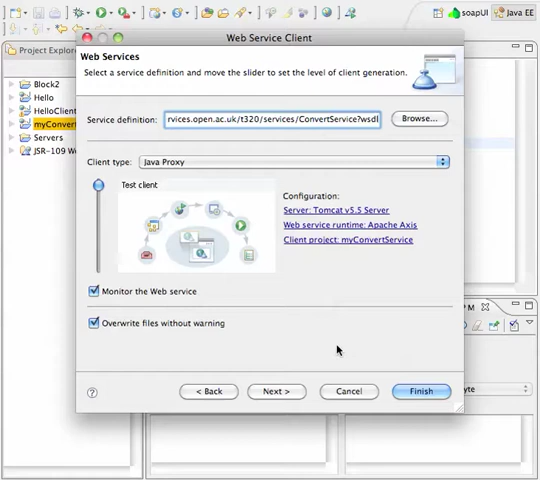 Web Service Client
soapUI
Java EE
Web Services
Select a service definition and move the slider to set the level of client generation.
Project Explor
Block2
Hello
HelloClien
myConvert
Servers
JSR-109 W
Service definition: rvices.open.ac.uk/t320/services/ConvertService?wsdl Browse...
Client type: Java Proxy
Test client
Configuration:
Server: Tomcat v5.5 Server
Web service runtime: Apache Axis
Client project: myConvertService
Monitor the Web service
Overwrite files without warning
? < Back Next > Cancel Finish
P M
yte